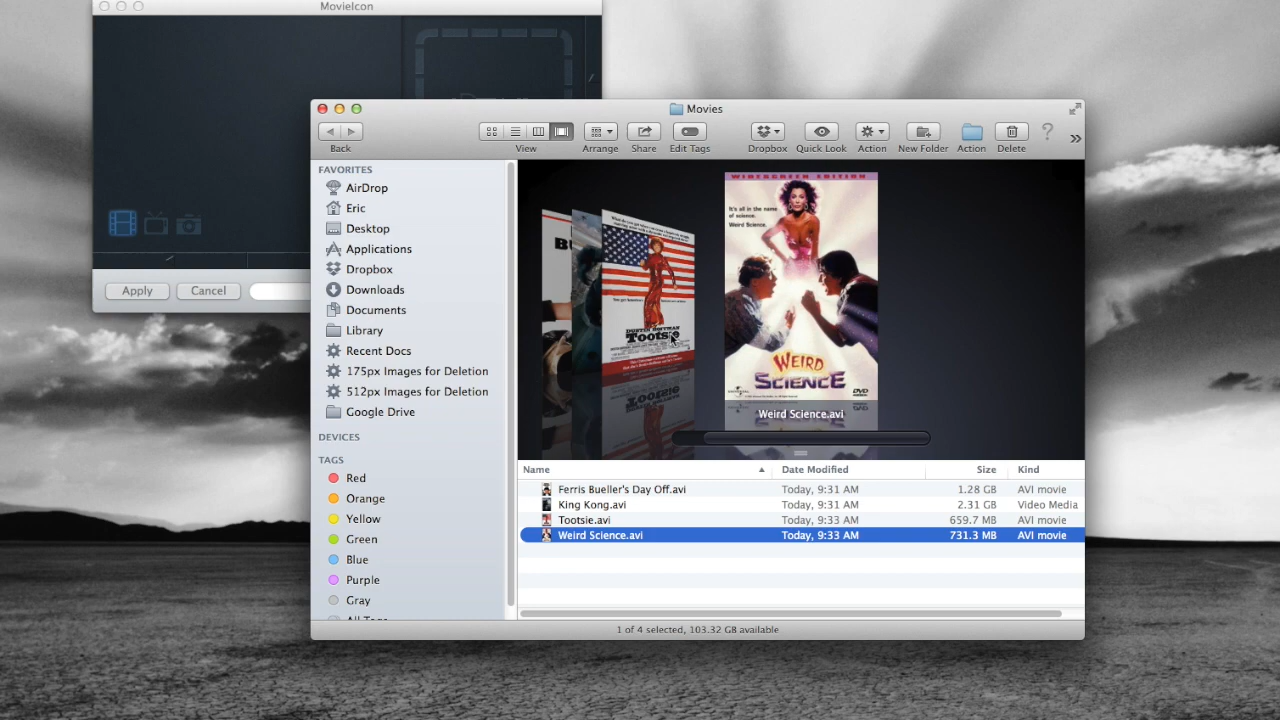 MovieIcon
Apply
Cancel
Movies
Back
View
Arrange
Share
Edit Tags
Dropbox
Quick Look
Action
New Folder
Action
Delete
FAVORITES
AirDrop
Eric
Desktop
Applications
Dropbox
Downloads
Documents
Library
Recent Docs
175px Images for Deletion
512px Images for Deletion
Google Drive
DEVICES
TAGS
Red
Orange
Yellow
Green
Blue
Purple
Gray
All Tags
DUSTIN HOFFMAN
Tootsie
WIDESCREEN EDITION
It's all in the name
of science.
Weird Science.
WEIRD
SCIENCE
DVD
Weird Science.avi
Name Date Modified Size Kind
Ferris Bueller's Day Off.avi Today, 9:31 AM 1.28 GB AVI movie
King Kong.avi Today, 9:31 AM 2.31 GB Video Media
Tootsie.avi Today, 9:33 AM 659.7 MB AVI movie
Weird Science.avi Today, 9:33 AM 731.3 MB AVI movie
1 of 4 selected, 103.32 GB available